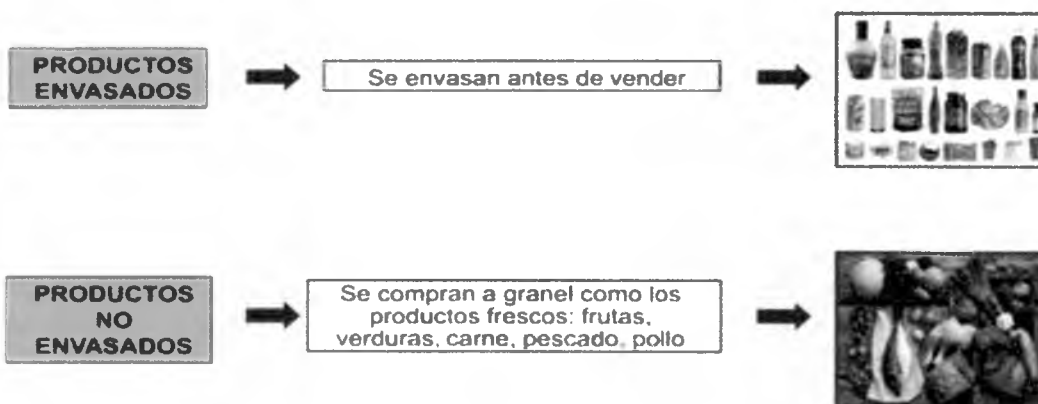 PRODUCTOS
ENVASADOS
Se envasan antes de vender
PRODUCTOS
NO
ENVASADOS
Se compran a granel como los
productos frescos: frutas,
verduras, carne, pescado, pollo